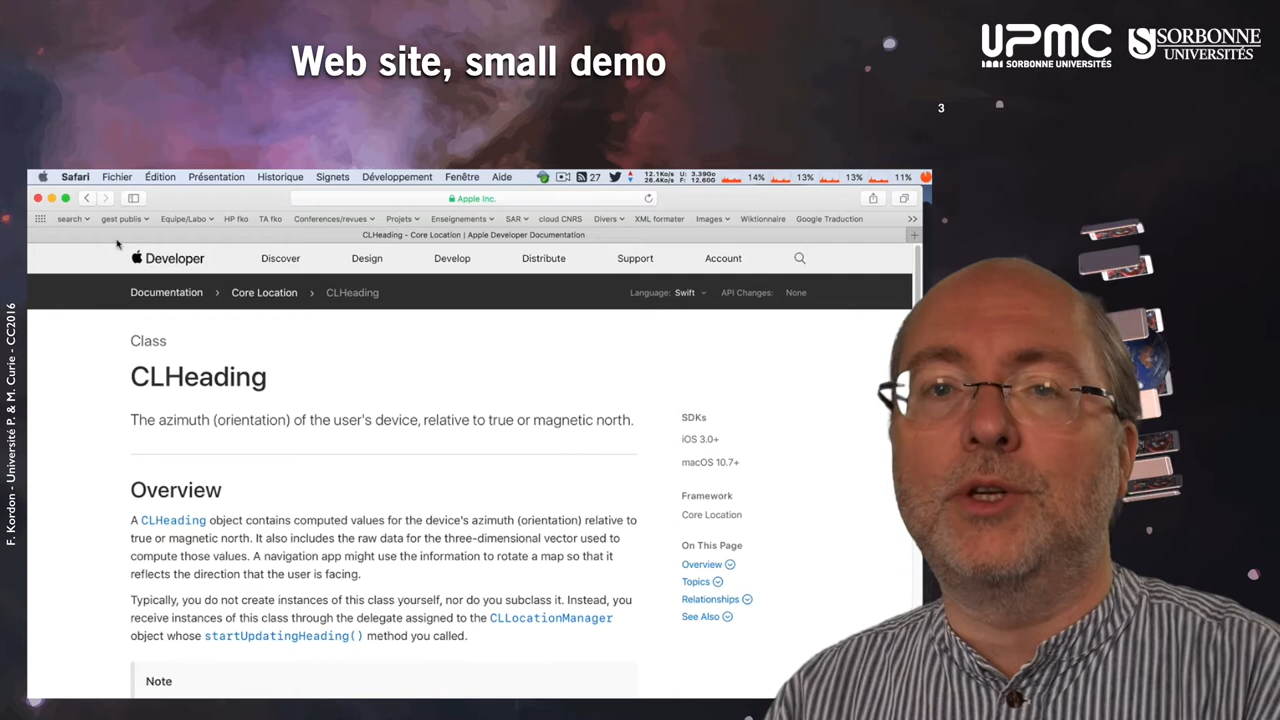 Web site, small demo
UPMC
SORBONNE UNIVERSITÉS
SORBONNE
UNIVERSITÉS
3
F. Kordon - Université P. & M. Curie - CC2016
Safari Fichier Édition Présentation Historique Signets Développement Fenêtre Aide 27 12.1Ko/s U: 3.39Go 14% 13% 13% 11%
26.4Ko/s F: 12.60G
Apple Inc.
search gest publis Equipe/Labo HP fko TA fko Conferences/revues Projets Enseignements SAR cloud CNRS Divers XML formater Images Wiktionnaire Google Traduction
CLHeading - Core Location | Apple Developer Documentation
Developer Discover Design Develop Distribute Support Account
Documentation > Core Location > CLHeading Language: Swift API Changes: None
Class
CLHeading
The azimuth (orientation) of the user's device, relative to true or magnetic north.
SDKs
iOS 3.0+
macOS 10.7+
Framework
Core Location
On This Page
Overview
Topics
Relationships
See Also
Overview
A CLHeading object contains computed values for the device's azimuth (orientation) relative to
true or magnetic north. It also includes the raw data for the three-dimensional vector used to
compute those values. A navigation app might use the information to rotate a map so that it
reflects the direction that the user is facing.
Typically, you do not create instances of this class yourself, nor do you subclass it. Instead, you
receive instances of this class through the delegate assigned to the CLLocationManager
object whose startUpdatingHeading() method you called.
Note